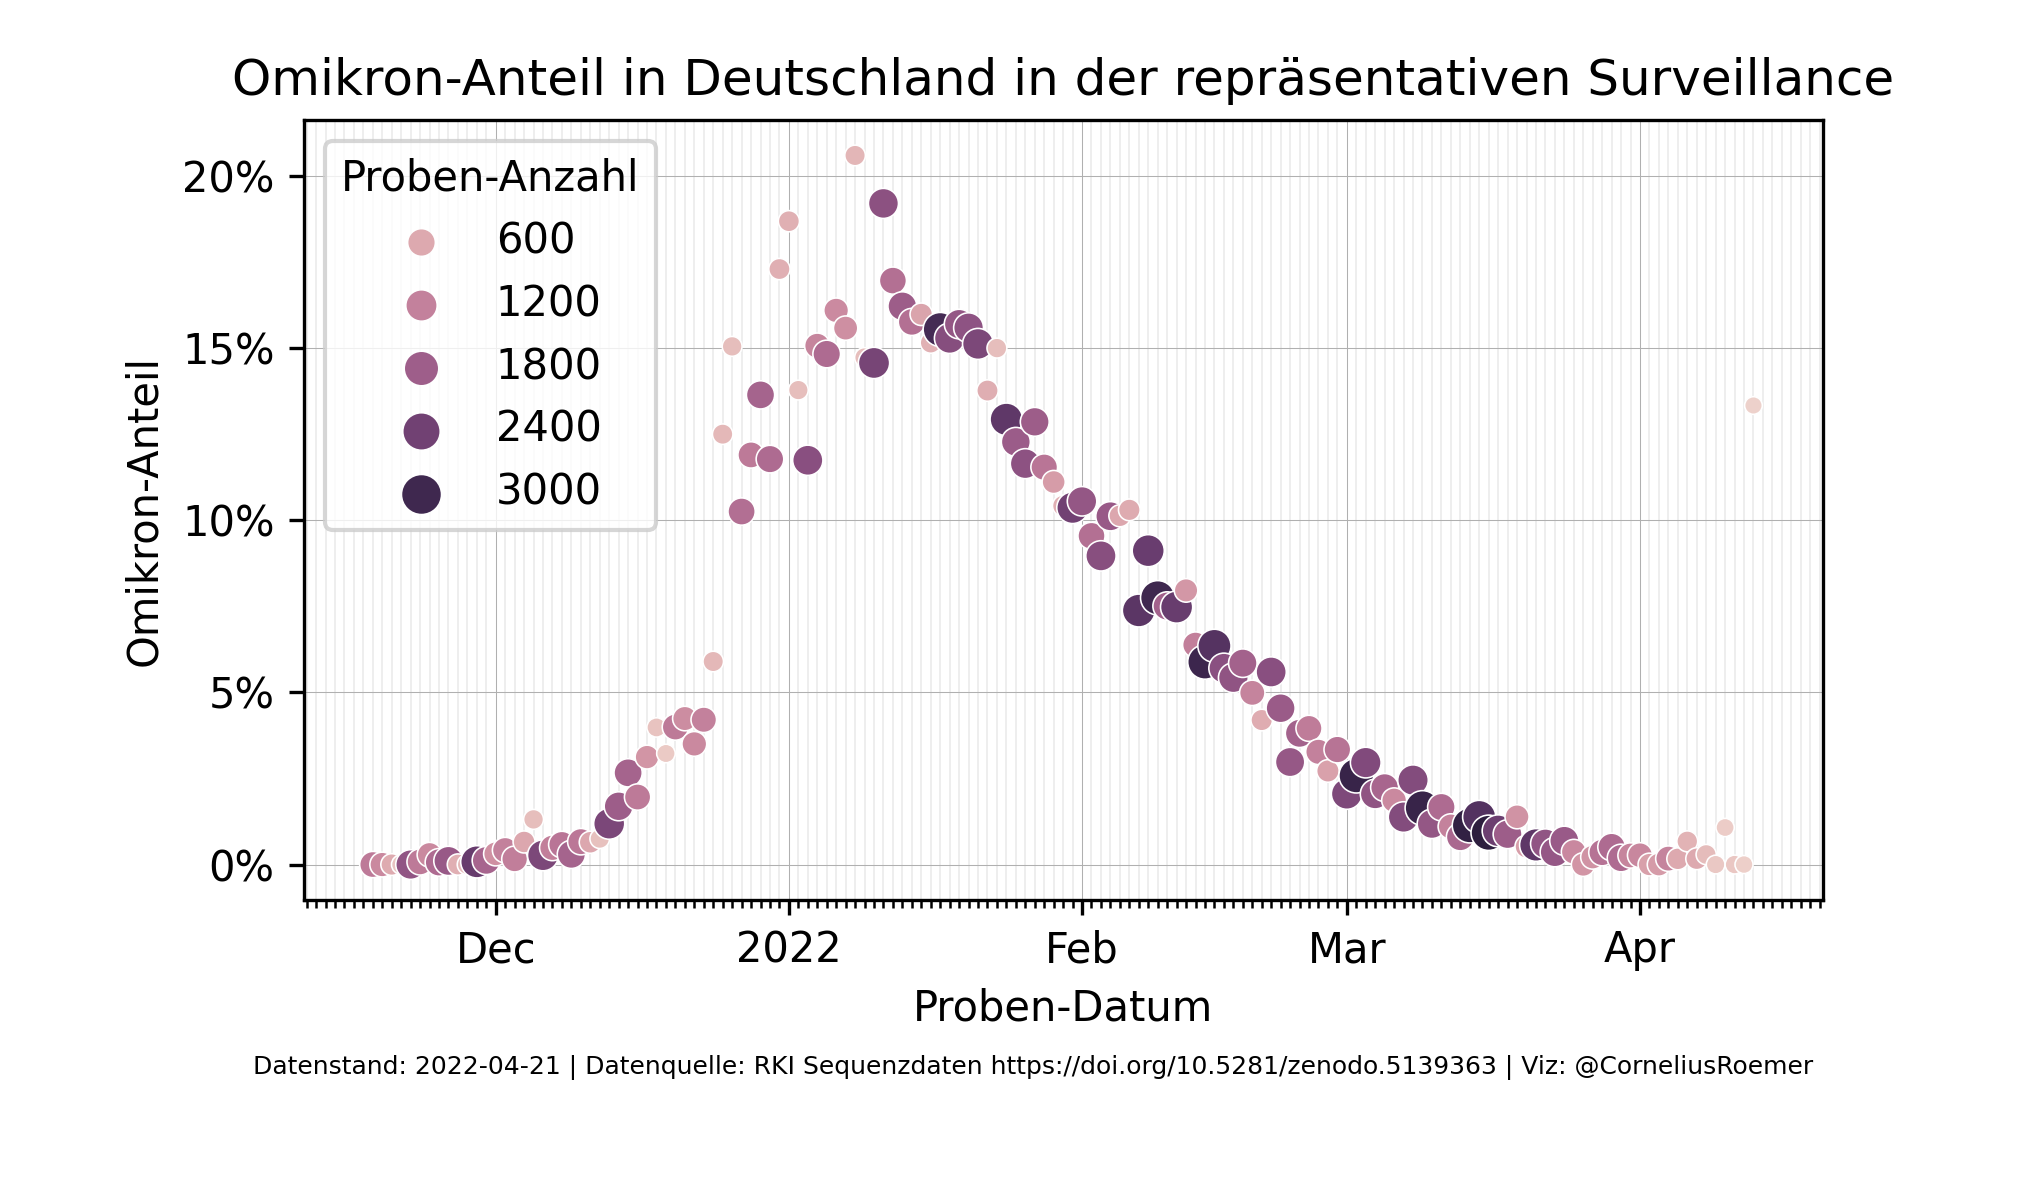 Omikron-Anteil in Deutschland in der repräsentativen Surveillance
Proben-Anzahl
600
1200
1800
2400
3000
Omikron-Anteil
20%
15%
10%
5%
0%
Dec 2022 Feb Mar Apr
Proben-Datum
Datenstand: 2022-04-21 | Datenquelle: RKI Sequenzdaten https://doi.org/10.5281/zenodo.5139363 | Viz: @CorneliusRoemer